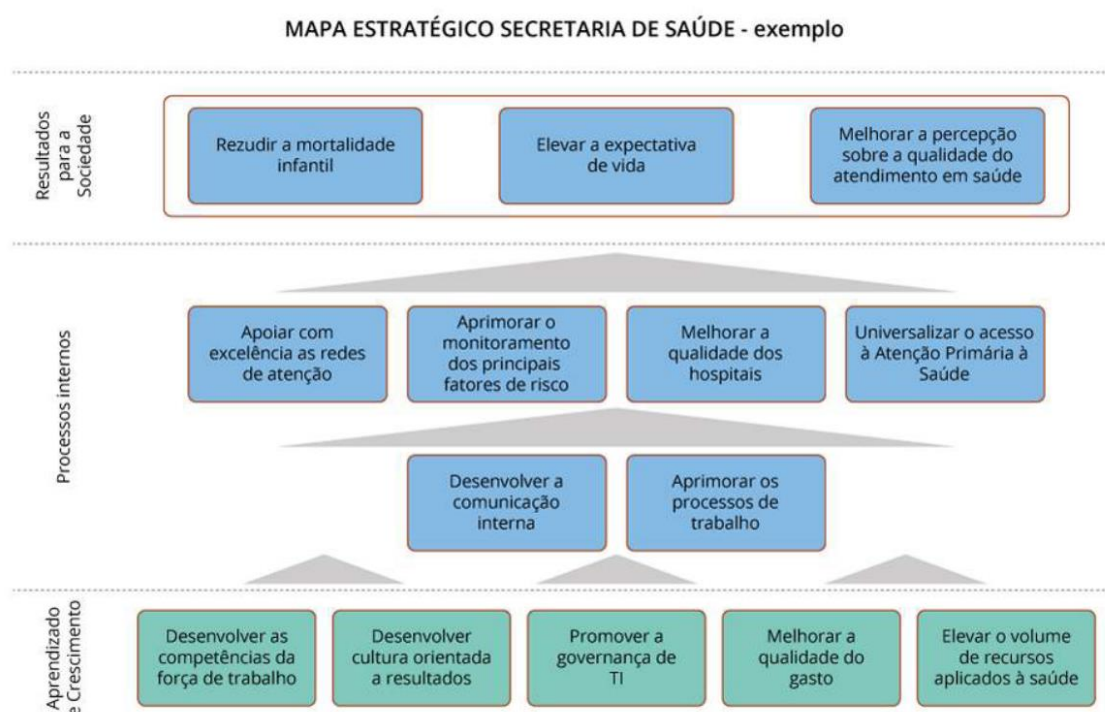 MAPA ESTRATÉGICO SECRETARIA DE SAÚDE - exemplo
Resultados
para a
Sociedade
Rezudir a mortalidade
infantil
Elevar a expectativa
de vida
Melhorar a percepção
sobre a qualidade do
atendimento em saúde
Processos internos
Apoiar com
excelência as redes
de atenção
Aprimorar o
monitoramento
dos principais
fatores de risco
Melhorar a
qualidade dos
hospitais
Universalizar o acesso
à Atenção Primária à
Saúde
Desenvolver a
comunicação
interna
Aprimorar os
processos de
trabalho
Aprendizado
e Crescimento
Desenvolver as
competências da
força de trabalho
Desenvolver
cultura orientada
a resultados
Promover a
governança de
TI
Melhorar a
qualidade do
gasto
Elevar o volume
de recursos
aplicados à saúde